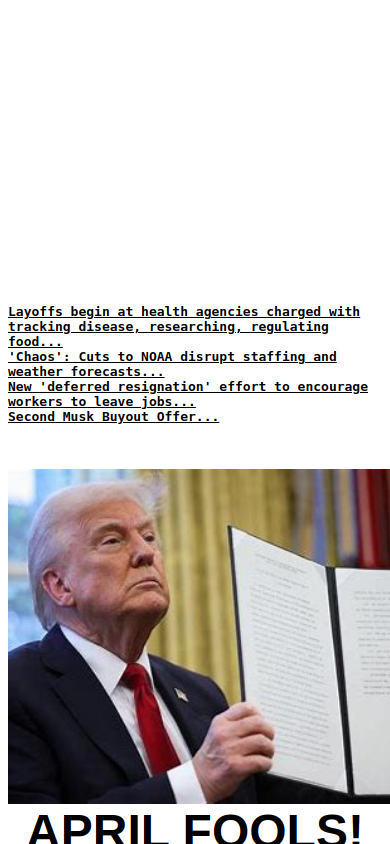 Layoffs begin at health agencies charged with
tracking disease, researching, regulating
food...
'Chaos': Cuts to NOAA disrupt staffing and
weather forecasts...
New 'deferred resignation' effort to encourage
workers to leave jobs...
Second Musk Buyout Offer...
APRIL FOOLS!